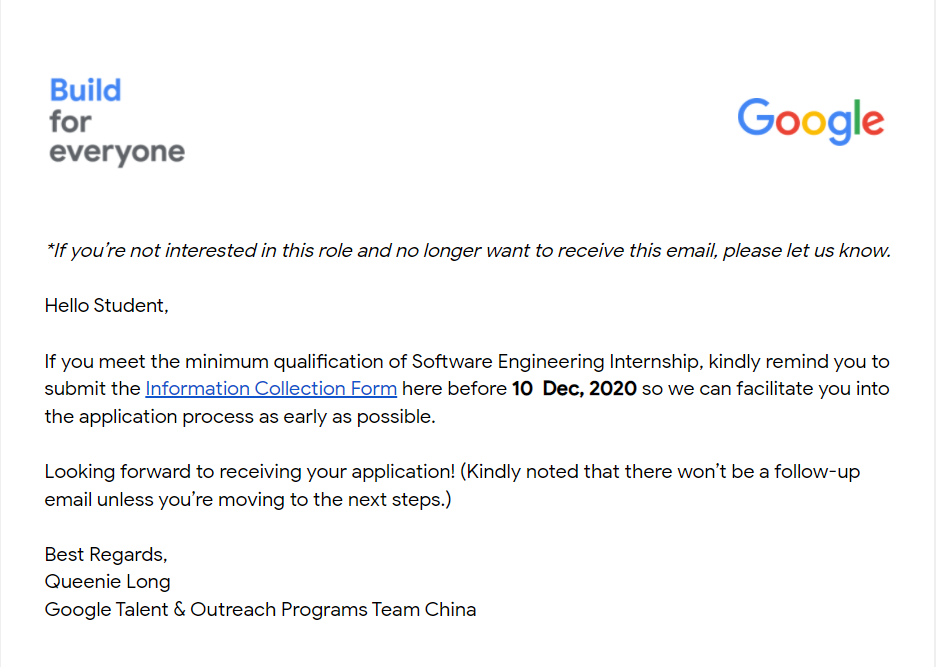 Build
for
everyone
Google
*If you’re not interested in this role and no longer want to receive this email, please let us know.
Hello Student,
If you meet the minimum qualification of Software Engineering Internship, kindly remind you to
submit the Information Collection Form here before 10  Dec, 2020 so we can facilitate you into
the application process as early as possible.
Looking forward to receiving your application! (Kindly noted that there won’t be a follow-up
email unless you’re moving to the next steps.)
Best Regards,
Queenie Long
Google Talent & Outreach Programs Team China